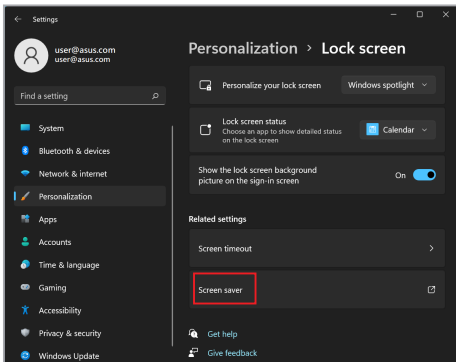 Settings
user@asus.com
user@asus.com
Find a setting
System
Bluetooth & devices
Network & internet
Personalization
Apps
Accounts
Time & language
Gaming
Accessibility
Privacy & security
Windows Update
Personalization > Lock screen
Personalize your lock screen
Windows spotlight
Lock screen status
Choose an app to show detailed status
on the lock screen
Calendar
Show the lock screen background
picture on the sign-in screen
On
Related settings
Screen timeout
Screen saver
Get help
Give feedback